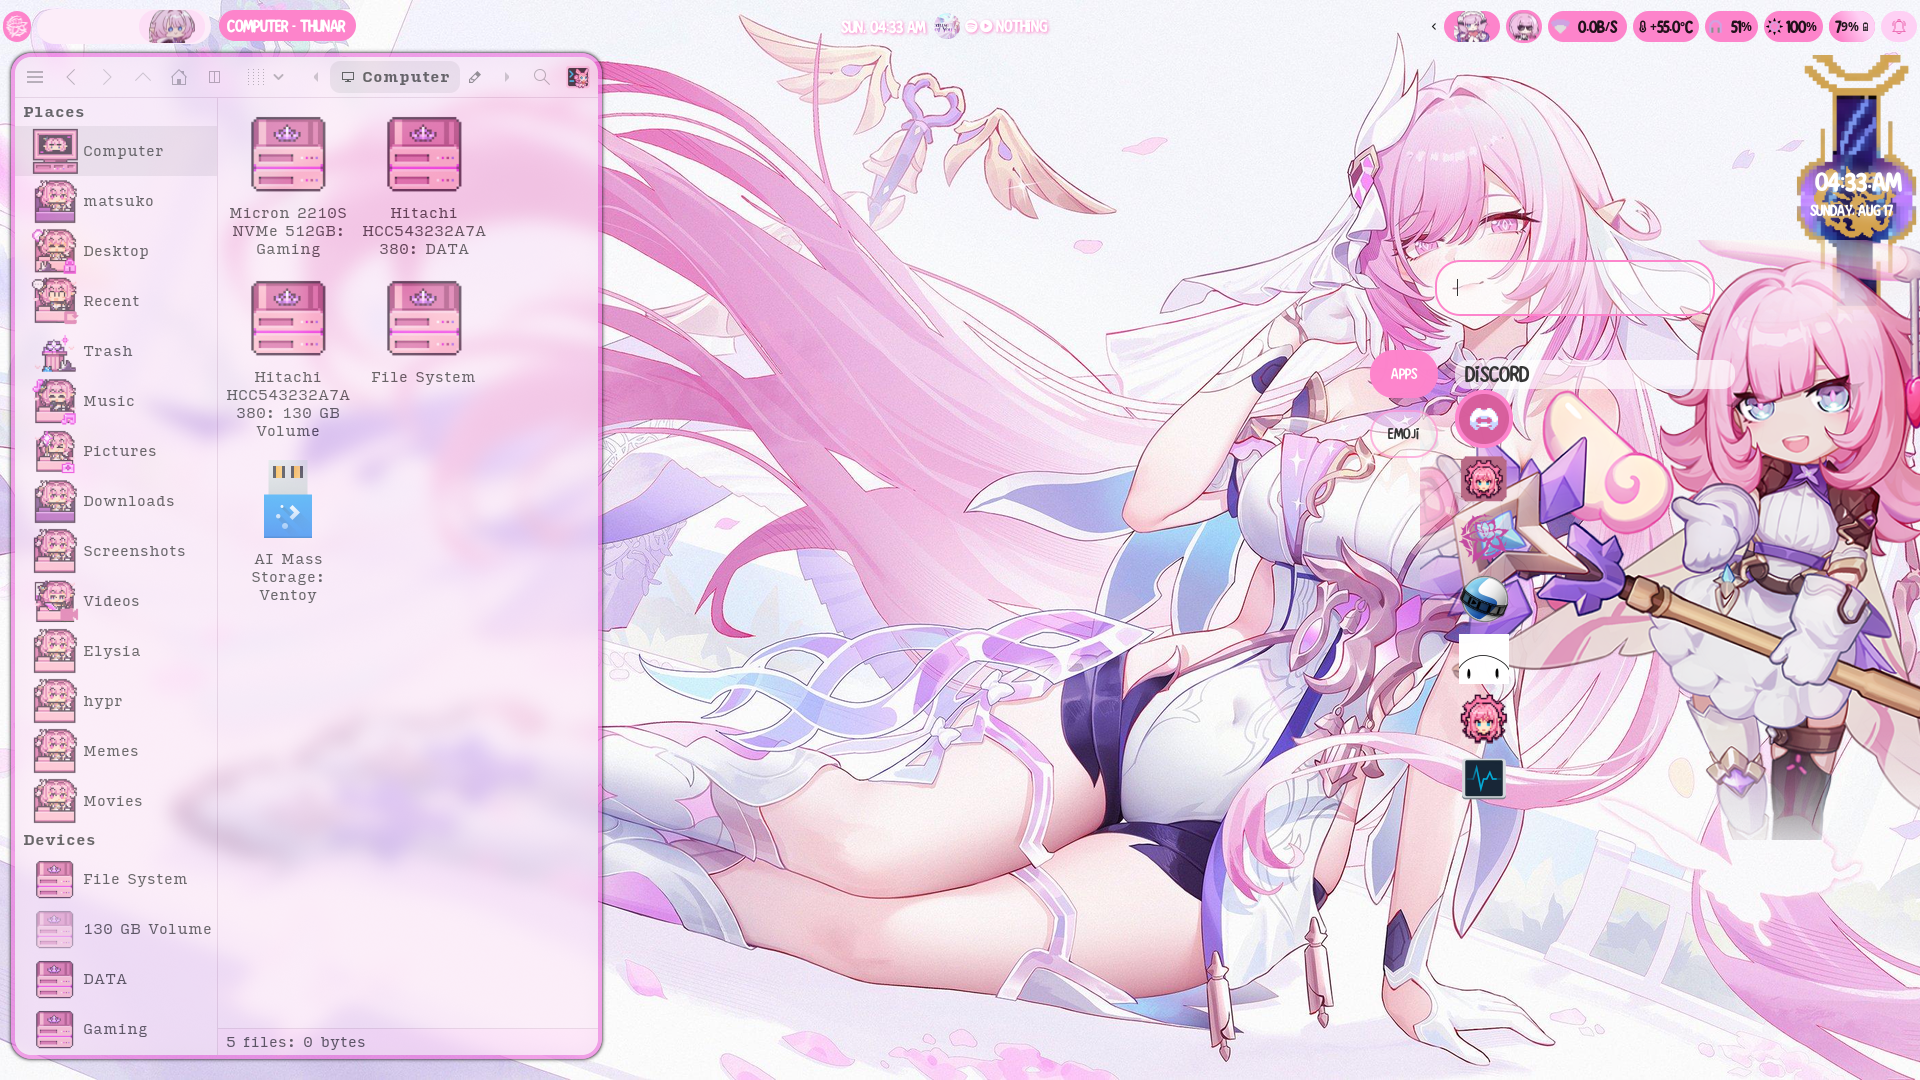 COMPUTER - THUNAR
SUN, 04:33 AM
NOTHING
0.0B/S
+55.0°C
51%
100%
79%
Computer
Places
Computer
matsuko
Desktop
Recent
Trash
Music
Pictures
Downloads
Screenshots
Videos
Elysia
hypr
Memes
Movies
Devices
File System
130 GB Volume
DATA
Gaming
Micron 2210S
NVMe 512GB:
Gaming
Hitachi
HCC543232A7A
380: DATA
Hitachi
HCC543232A7A
380: 130 GB
Volume
File System
AI Mass
Storage:
Ventoy
5 files: 0 bytes
04:33 AM
SUNDAY, AUG 17
APPS
EMOJI
DISCORD